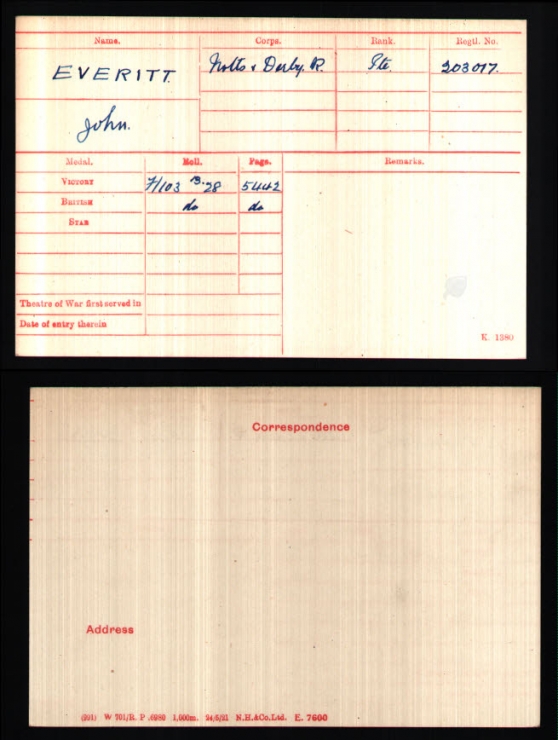 Name. Corps. Rank. Regtl. No.
EVERITT Notts & Derby. R. Pte. 203017.
John.
Medal. Roll. Page. Remarks.
VICTORY F/103 B.28 5442
BRITISH do do
STAR
Theatre of War first served in
Date of entry therein
K. 1380
Correspondence
Address
W 701/R. P .6980 1,000m. 24/6/21 N.H.&Co.Ltd. E. 7600